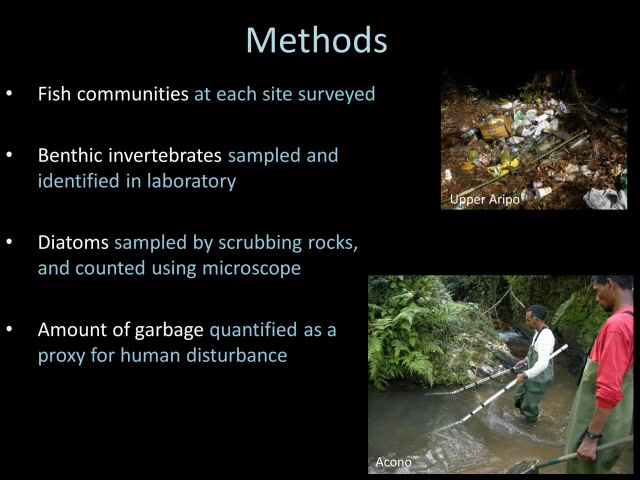 Methods
• Fish communities at each site surveyed
• Benthic invertebrates sampled and
identified in laboratory
• Diatoms sampled by scrubbing rocks,
and counted using microscope
• Amount of garbage quantified as a
proxy for human disturbance
Upper Aripo
Acono